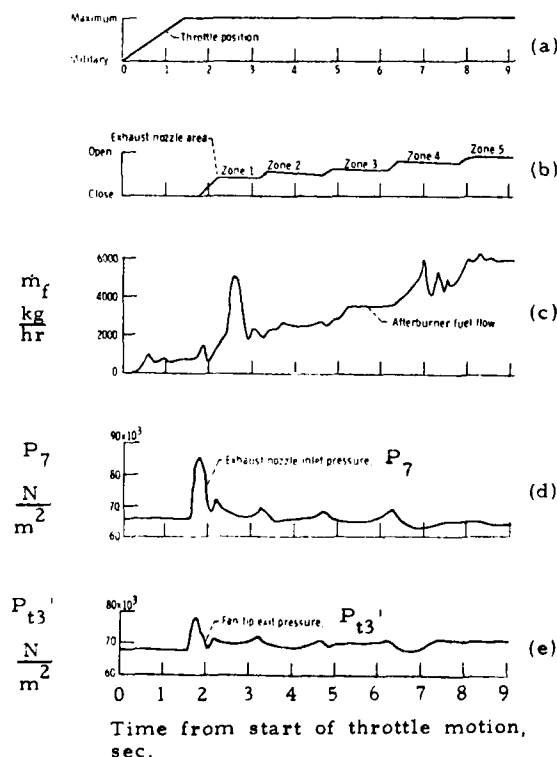 Maximum
Throttle position
Military
0 1 2 3 4 5 6 7 8 9
(a)
Exhaust nozzle area
Open
Zone 1 Zone 2 Zone 3 Zone 4 Zone 5
Close
(b)
6000
4000
2000
0
ṁf
kg
hr
Afterburner fuel flow
(c)
90×10³
80
70
60
P7
N
m²
Exhaust nozzle inlet pressure, P7
(d)
80×10³
70
60
Pt3'
N
m²
Fan tip exit pressure, Pt3'
(e)
0 1 2 3 4 5 6 7 8 9
Time from start of throttle motion,
sec.